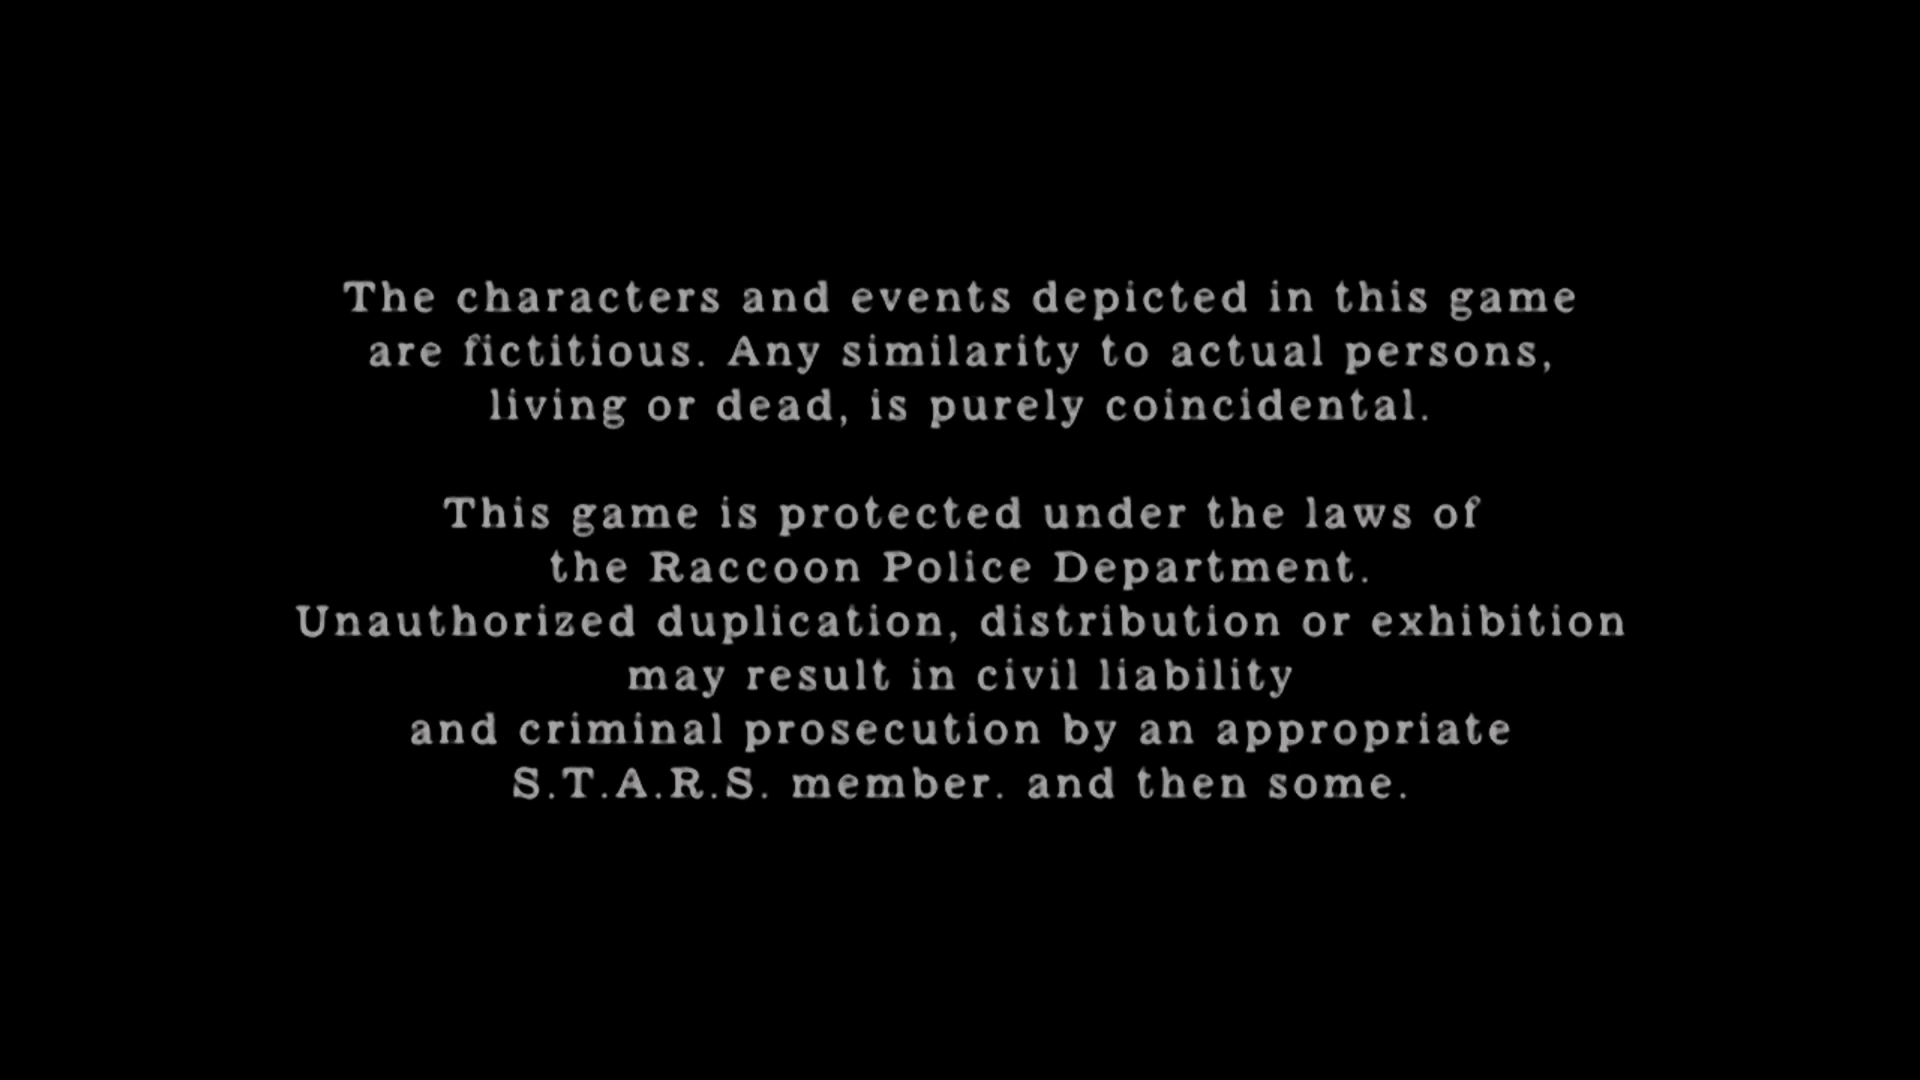 The characters and events depicted in this game
are fictitious. Any similarity to actual persons,
living or dead, is purely coincidental.
This game is protected under the laws of
the Raccoon Police Department.
Unauthorized duplication, distribution or exhibition
may result in civil liability
and criminal prosecution by an appropriate
S.T.A.R.S. member. and then some.